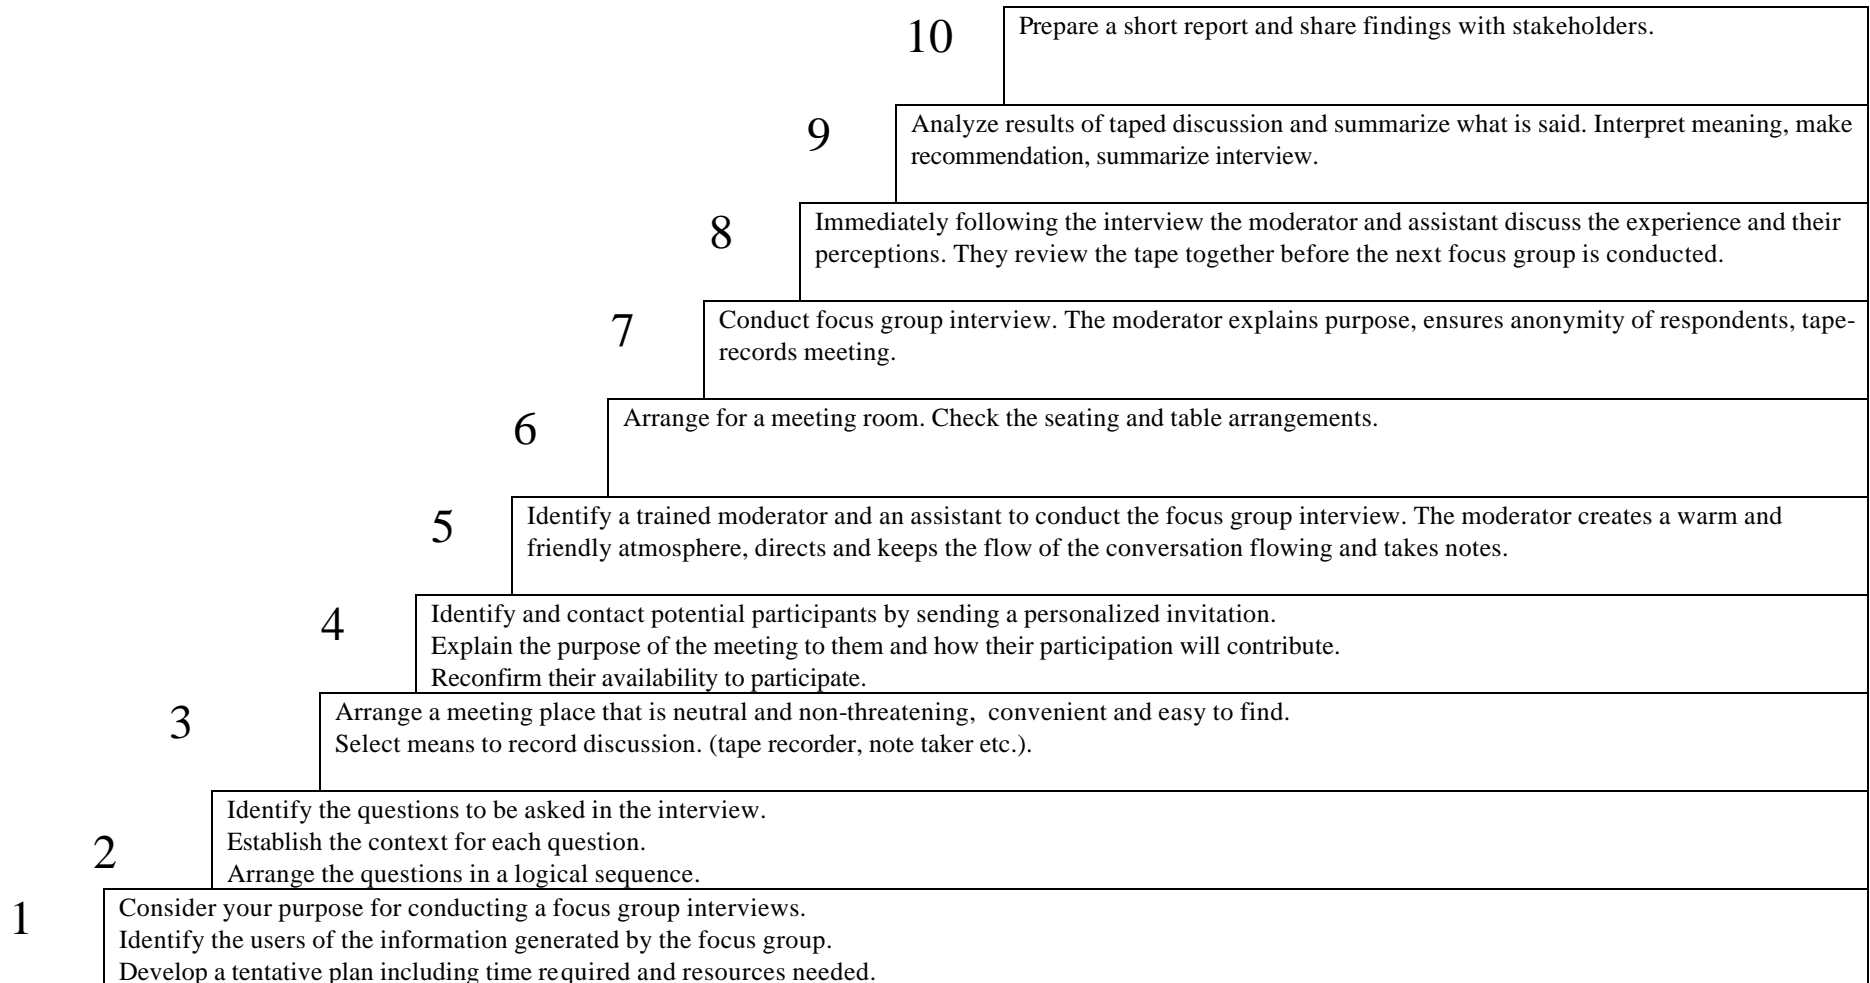 10
Prepare a short report and share findings with stakeholders.
9
Analyze results of taped discussion and summarize what is said. Interpret meaning, make
recommendation, summarize interview.
8
Immediately following the interview the moderator and assistant discuss the experience and their
perceptions. They review the tape together before the next focus group is conducted.
7
Conduct focus group interview. The moderator explains purpose, ensures anonymity of respondents, tape-
records meeting.
6
Arrange for a meeting room. Check the seating and table arrangements.
5
Identify a trained moderator and an assistant to conduct the focus group interview. The moderator creates a warm and
friendly atmosphere, directs and keeps the flow of the conversation flowing and takes notes.
4
Identify and contact potential participants by sending a personalized invitation.
Explain the purpose of the meeting to them and how their participation will contribute.
Reconfirm their availability to participate.
3
Arrange a meeting place that is neutral and non-threatening,  convenient and easy to find.
Select means to record discussion. (tape recorder, note taker etc.).
2
Identify the questions to be asked in the interview.
Establish the context for each question.
Arrange the questions in a logical sequence.
1
Consider your purpose for conducting a focus group interviews.
Identify the users of the information generated by the focus group.
Develop a tentative plan including time required and resources needed.